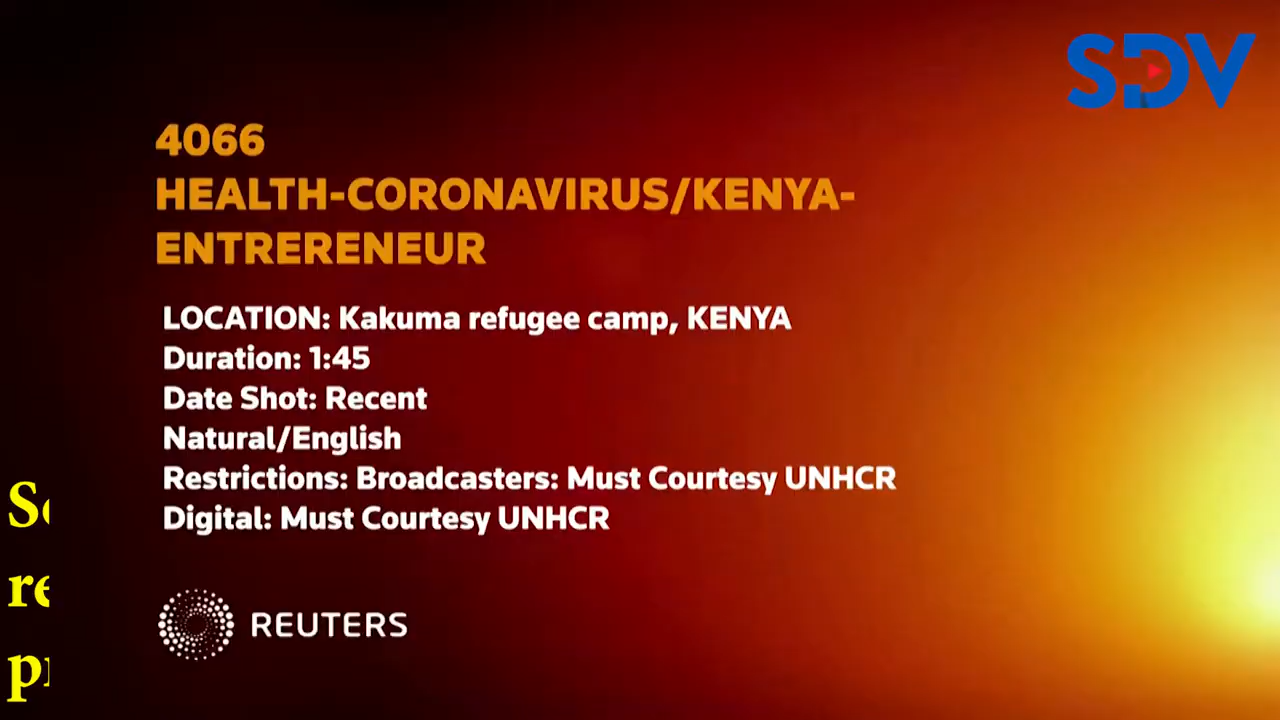 SDV
4066
HEALTH-CORONAVIRUS/KENYA-
ENTRERENEUR
LOCATION: Kakuma refugee camp, KENYA
Duration: 1:45
Date Shot: Recent
Natural/English
Restrictions: Broadcasters: Must Courtesy UNHCR
Digital: Must Courtesy UNHCR
REUTERS